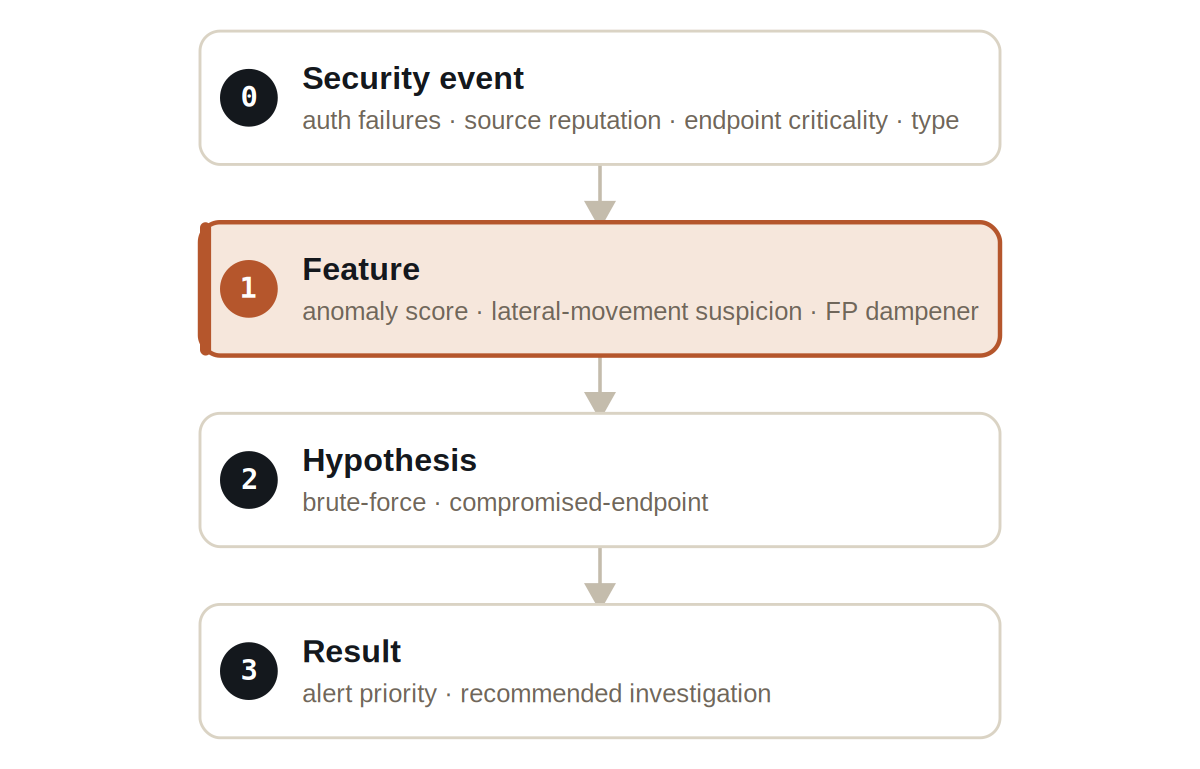 0
Security event
auth failures · source reputation · endpoint criticality · type
1
Feature
anomaly score · lateral-movement suspicion · FP dampener
2
Hypothesis
brute-force · compromised-endpoint
3
Result
alert priority · recommended investigation